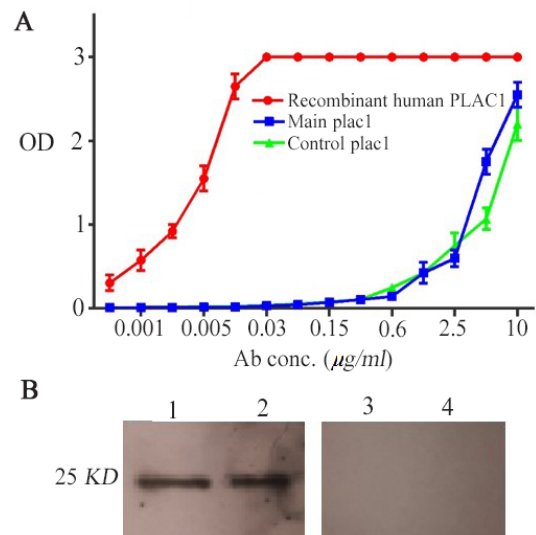 A
3
2
1
0
OD
Recombinant human PLAC1
Main plac1
Control plac1
0.001 0.005 0.03 0.15 0.6 2.5 10
Ab conc. (μg/ml)
B
1 2 3 4
25 KD